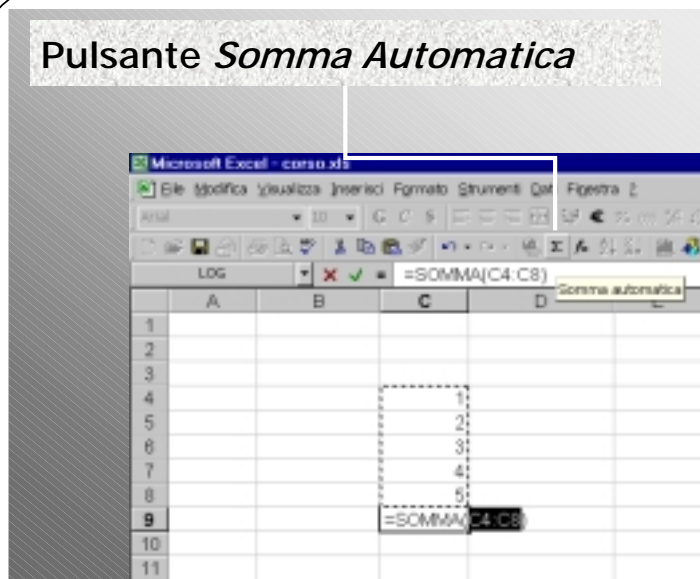 Pulsante Somma Automatica
Microsoft Excel - corso.xls
File Modifica Visualizza Inserisci Formato Strumenti Dati Finestra ?
Arial 10 G C S
LOG =SOMMA(C4:C8)
Somma automatica
A B C D E
1
2
3
4 1
5 2
6 3
7 4
8 5
9 =SOMMA(C4:C8)
10
11